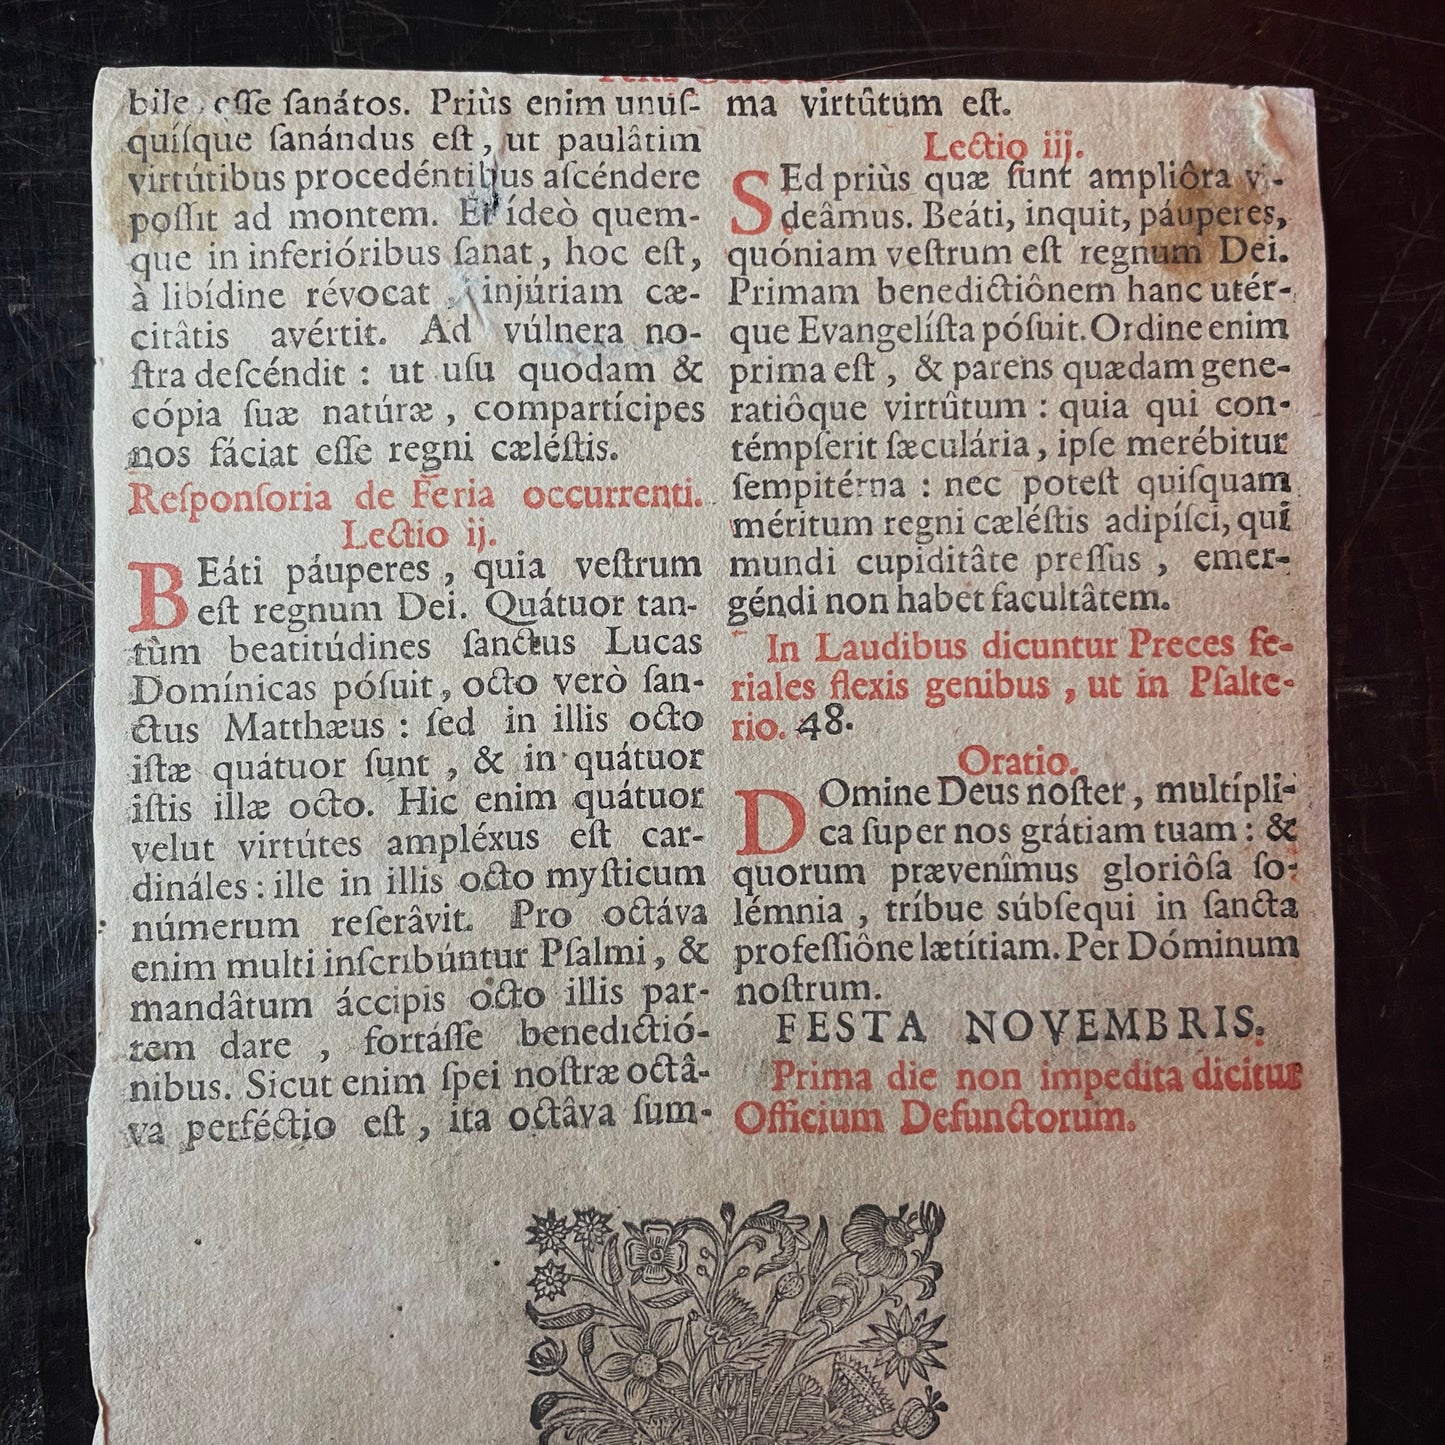 bile esse sanátos. Priùs enim unuſ-
quíſque ſanándus eſt, ut paulâtim
virtútibus procedéntibus aſcéndere
poſſit ad montem. Et ídeò quem-
que in inferióribus ſanat, hoc eſt,
à libídine révocat, injúriam cæ-
citâtis avértit. Ad vúlnera no-
ſtra deſcéndit : ut uſu quodam &
cópia ſuæ natúræ, compartícipes
nos fáciat eſſe regni cæléſtis.
Reſponſoria de Feria occurrenti.
Lectio ij.
BEáti páuperes, quia veſtrum
eſt regnum Dei. Quátuor tan-
tùm beatitúdines ſanctus Lucas
Domínicas póſuit, octo verò ſan-
ctus Matthæus : ſed in illis octo
iſtæ quátuor ſunt, & in quátuor
iſtis illæ octo. Hic enim quátuor
velut virtútes ampléxus eſt car-
dináles : ille in illis octo myſticum
númerum reſerâvit. Pro octáva
enim multi inſcribúntur Pſalmi, &
mandâtum áccipis octo illis par-
tem dare, fortáſſe benedictió-
nibus. Sicut enim ſpei noſtræ octâ-
va perféctio eſt, ita octâva ſum-
ma virtûtum eſt.
Lectio iij.
SEd priùs quæ ſunt ampliôra vi-
deâmus. Beáti, inquit, páuperes,
quóniam veſtrum eſt regnum Dei.
Primam benedictiônem hanc utér-
que Evangelíſta póſuit. Ordine enim
prima eſt, & parens quædam gene-
ratiôque virtûtum : quia qui con-
témpſerit ſæculária, ipſe merébitur
ſempitérna : nec poteſt quiſquam
méritum regni cæléſtis adipíſci, qui
mundi cupiditâte preſſus, emer-
géndi non habet facultâtem.
In Laudibus dicuntur Preces fe-
riales flexis genibus, ut in Pſalte-
rio. 48.
Oratio.
DOmine Deus noſter, multípli-
ca ſuper nos grátiam tuam : &
quorum prævenîmus gloriôſa ſo-
lémnia, tríbue súbſequi in ſancta
profeſſiône lætítiam. Per Dóminum
noſtrum.
FESTA NOVEMBRIS.
Prima die non impedita dicitur
Officium Defunctorum.